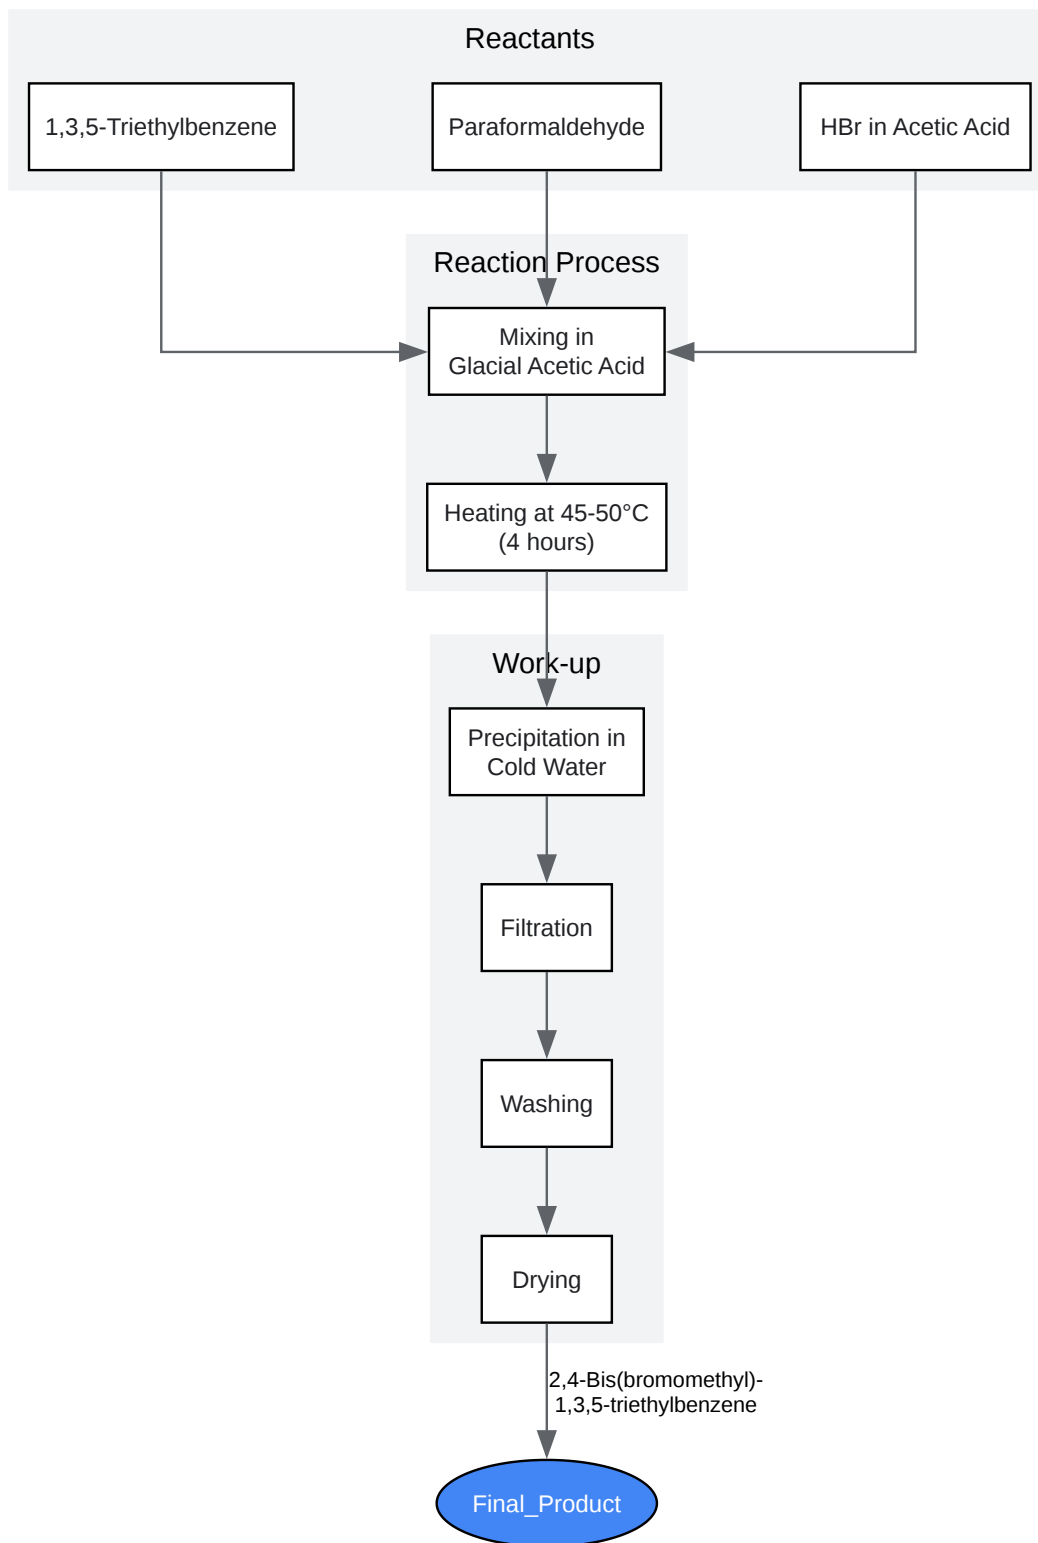 Reactants
1,3,5-Triethylbenzene
Paraformaldehyde
HBr in Acetic Acid
Reaction Process
Mixing in
Glacial Acetic Acid
Heating at 45-50°C
(4 hours)
Work-up
Precipitation in
Cold Water
Filtration
Washing
Drying
2,4-Bis(bromomethyl)-
1,3,5-triethylbenzene
Final_Product